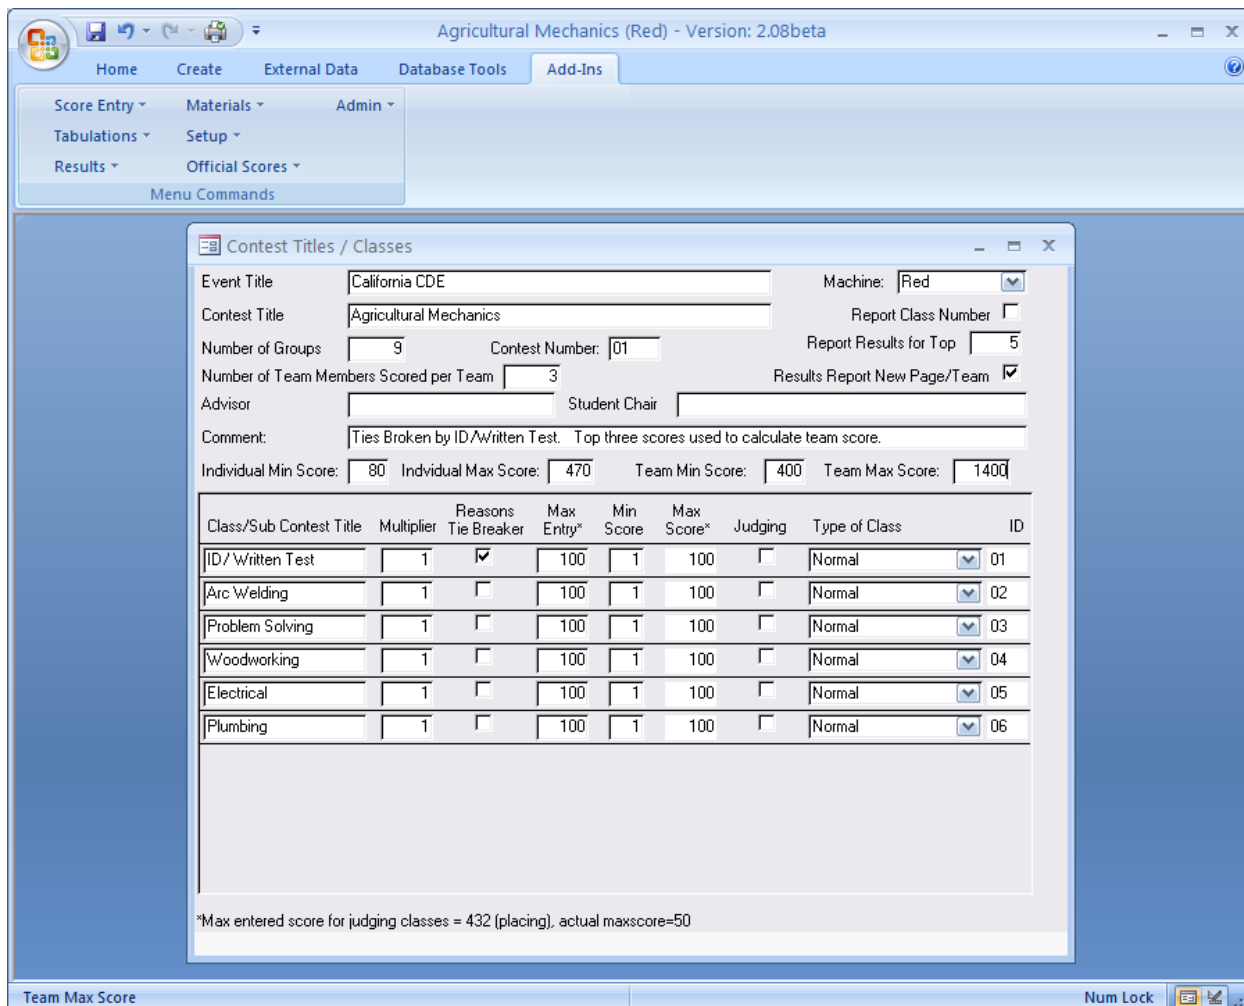 Agricultural Mechanics (Red) - Version: 2.08beta
Home Create External Data Database Tools Add-Ins
Score Entry Materials Admin
Tabulations Setup
Results Official Scores
Menu Commands
Contest Titles / Classes
Event Title California CDE Machine: Red
Contest Title Agricultural Mechanics Report Class Number
Number of Groups 9 Contest Number: 01 Report Results for Top 5
Number of Team Members Scored per Team 3 Results Report New Page/Team
Advisor Student Chair
Comment: Ties Broken by ID/Written Test. Top three scores used to calculate team score.
Individual Min Score: 80 Indvidual Max Score: 470 Team Min Score: 400 Team Max Score: 1400
Class/Sub Contest Title Multiplier Reasons Tie Breaker Max Entry* Min Score Max Score* Judging Type of Class ID
ID/ Written Test 1 100 1 100 Normal 01
Arc Welding 1 100 1 100 Normal 02
Problem Solving 1 100 1 100 Normal 03
Woodworking 1 100 1 100 Normal 04
Electrical 1 100 1 100 Normal 05
Plumbing 1 100 1 100 Normal 06
*Max entered score for judging classes = 432 (placing), actual maxscore=50
Team Max Score Num Lock